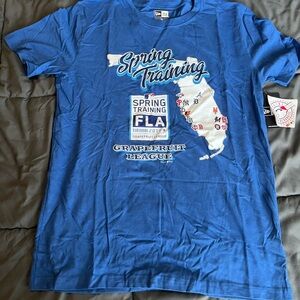 Spring
Training
SPRING
TRAINING
FLA
GRAPEFRUIT
LEAGUE